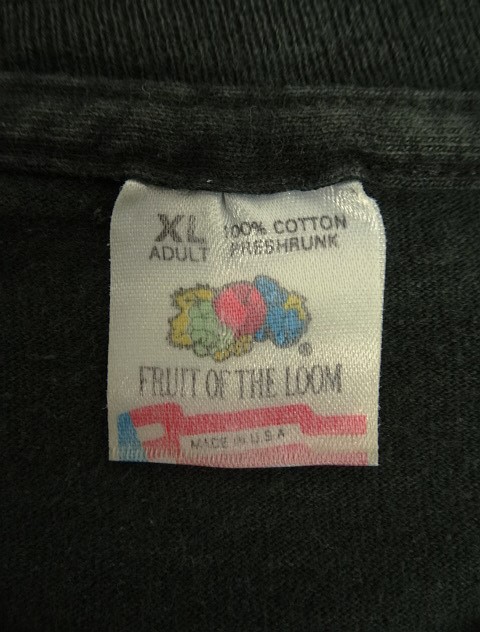 XL 100% COTTON
ADULT PRESHRUNK
®
FRUIT OF THE LOOM
MADE IN U.S.A